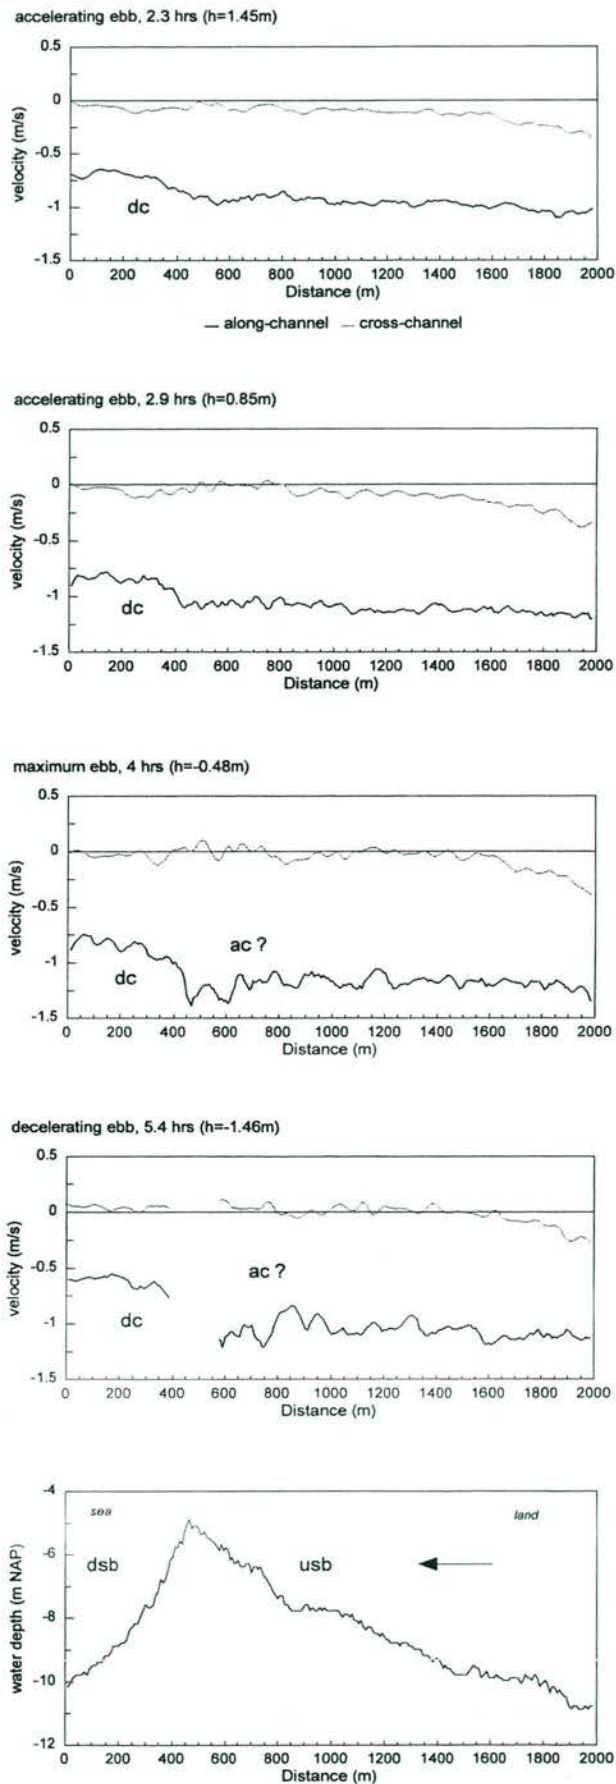 accelerating ebb, 2.3 hrs (h=1.45m)
0.5
0
-0.5
-1
-1.5
velocity (m/s)
dc
0 200 400 600 800 1000 1200 1400 1600 1800 2000
Distance (m)
along-channel cross-channel
accelerating ebb, 2.9 hrs (h=0.85m)
0.5
0
-0.5
-1
-1.5
velocity (m/s)
dc
0 200 400 600 800 1000 1200 1400 1600 1800 2000
Distance (m)
maximum ebb, 4 hrs (h=-0.48m)
0.5
0
-0.5
-1
-1.5
velocity (m/s)
ac ?
dc
0 200 400 600 800 1000 1200 1400 1600 1800 2000
Distance (m)
decelerating ebb, 5.4 hrs (h=-1.46m)
0.5
0
-0.5
-1
-1.5
velocity (m/s)
ac ?
dc
0 200 400 600 800 1000 1200 1400 1600 1800 2000
Distance (m)
-4
-6
-8
-10
-12
water depth (m NAP)
sea land
dsb usb
0 200 400 600 800 1000 1200 1400 1600 1800 2000
Distance (m)